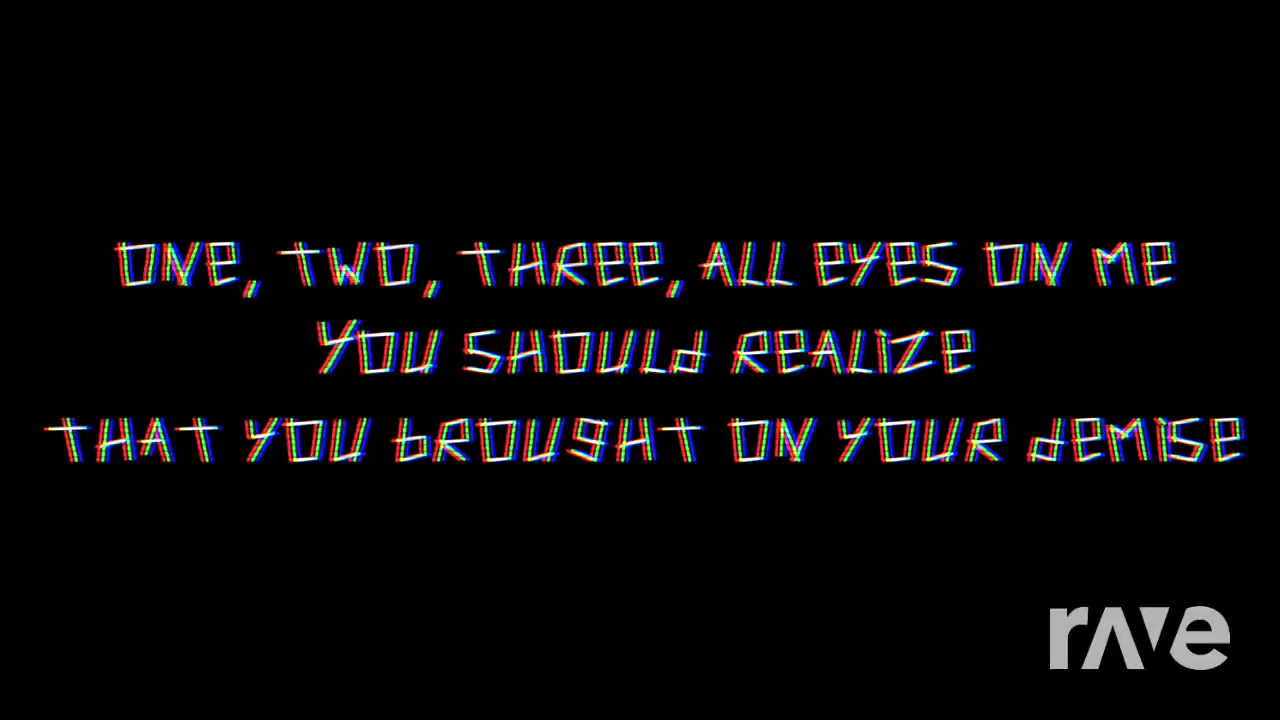 ONE, TWO, THREE, ALL EYES ON ME
YOU SHOULD REALIZE
THAT YOU BROUGHT ON YOUR DEMISE
rave